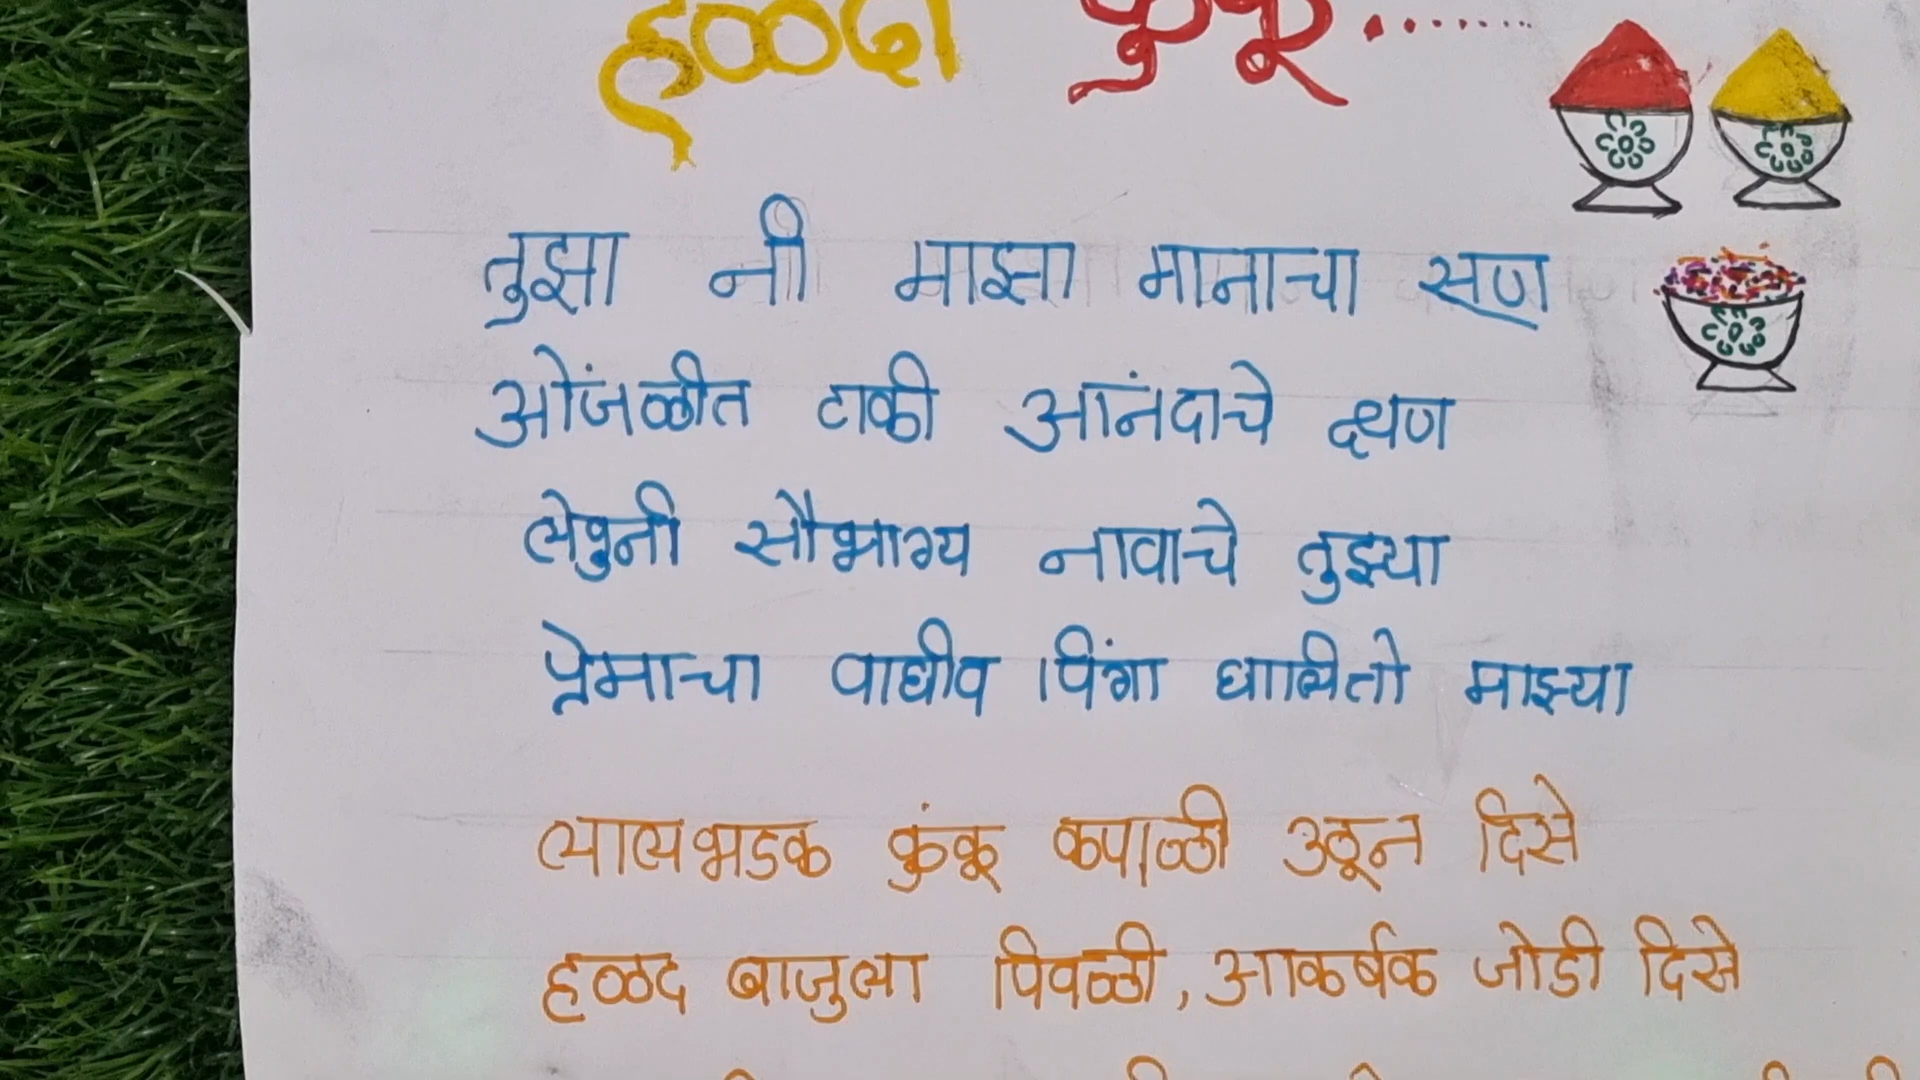 हळदी कुंकू........
तुझा नी माझा मानाचा सण
ओंजळीत टाकी आनंदाचे क्षण
लेवुनी सौभाग्य नावाचे तुझ्या
प्रेमाचा वाघीव पिंगा घालितो माझ्या
लालभडक कुंकू कपाळी उठून दिसे
हळद बाजुला पिवळी, आकर्षक जोडी दिसे